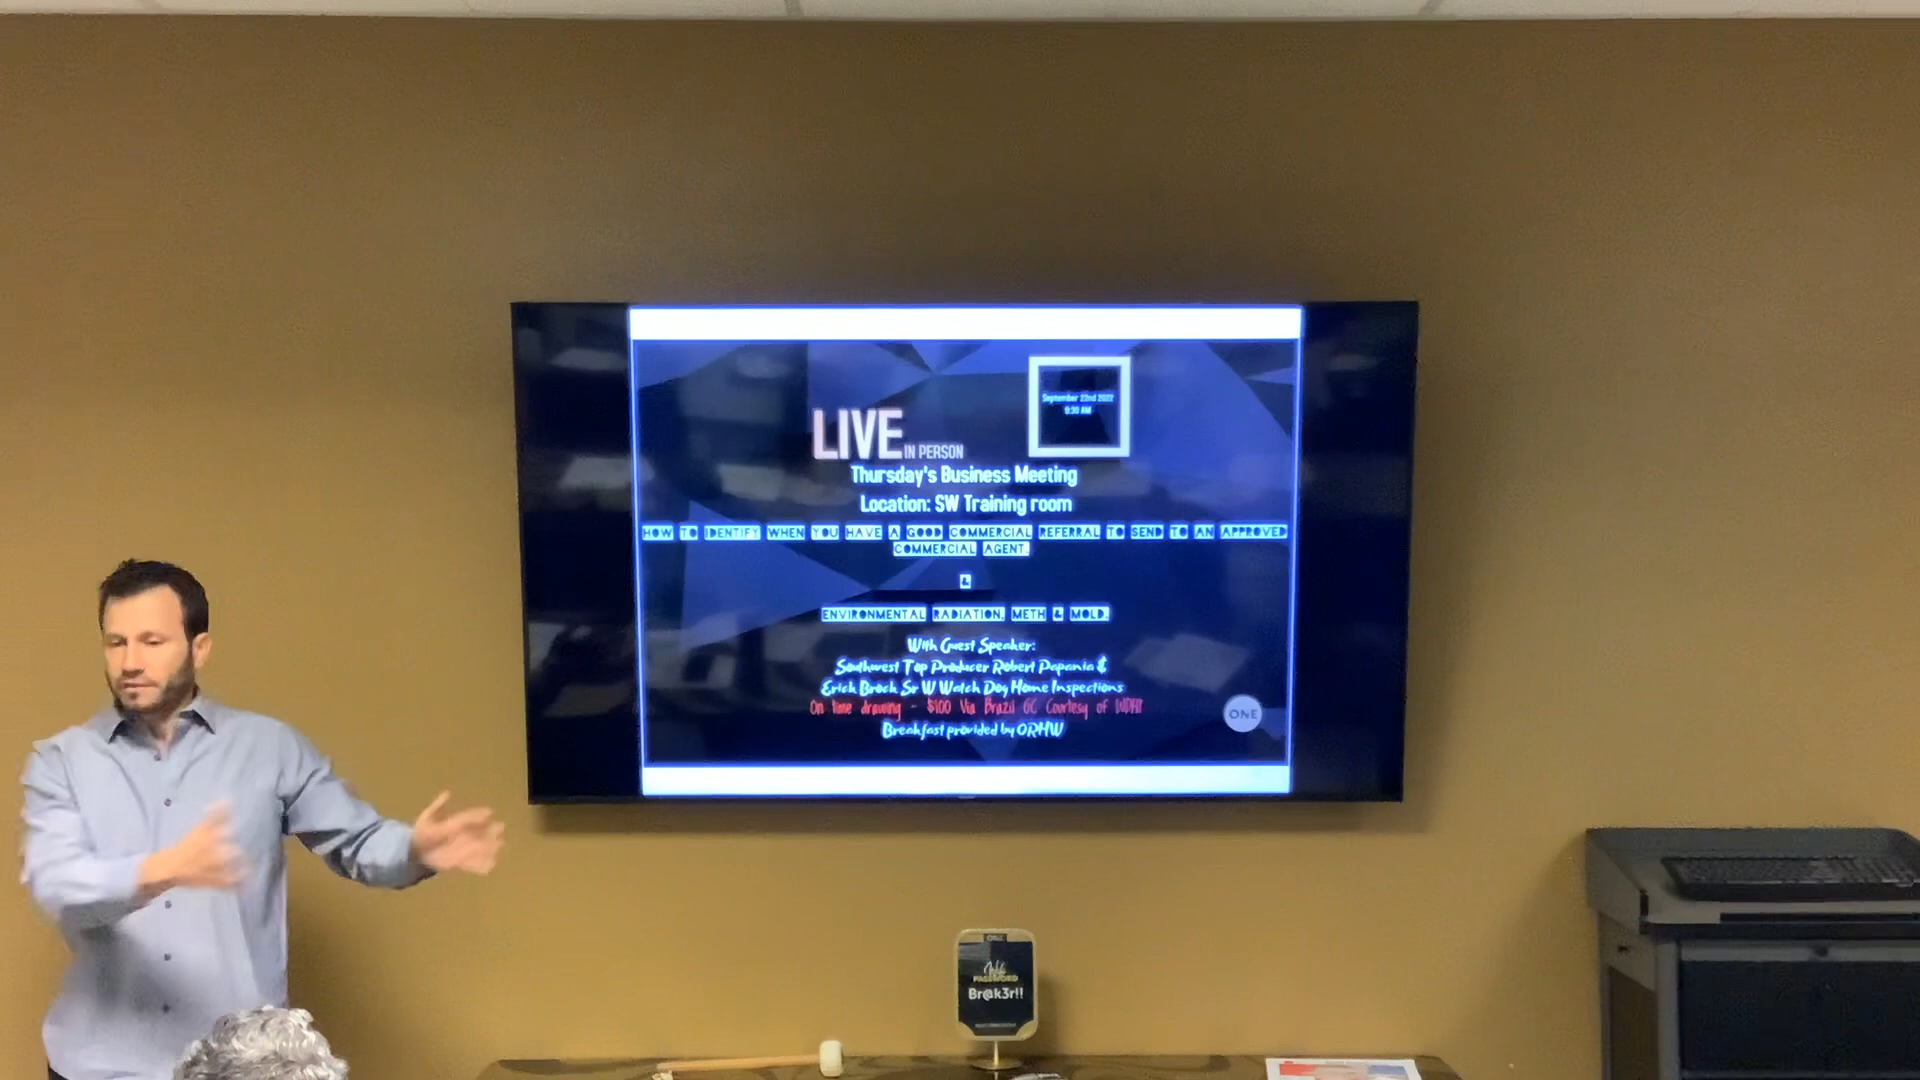 September 22nd 2022
9:30 AM
LIVE IN PERSON
Thursday's Business Meeting
Location: SW Training room
HOW TO IDENTIFY WHEN YOU HAVE A GOOD COMMERCIAL REFERRAL TO SEND TO AN APPROVED
COMMERCIAL AGENT.
&
ENVIRONMENTAL RADIATION, METH & MOLD.
With Guest Speaker:
Southwest Top Producer Robert Papania &
Erick Brock Sr W Watch Dog Home Inspections
On time drawing - $100 Via Brazil GC Courtesy of WDHI
Breakfast provided by ORHW
ONE
ONE
PASSWORD
Br@k3r!!